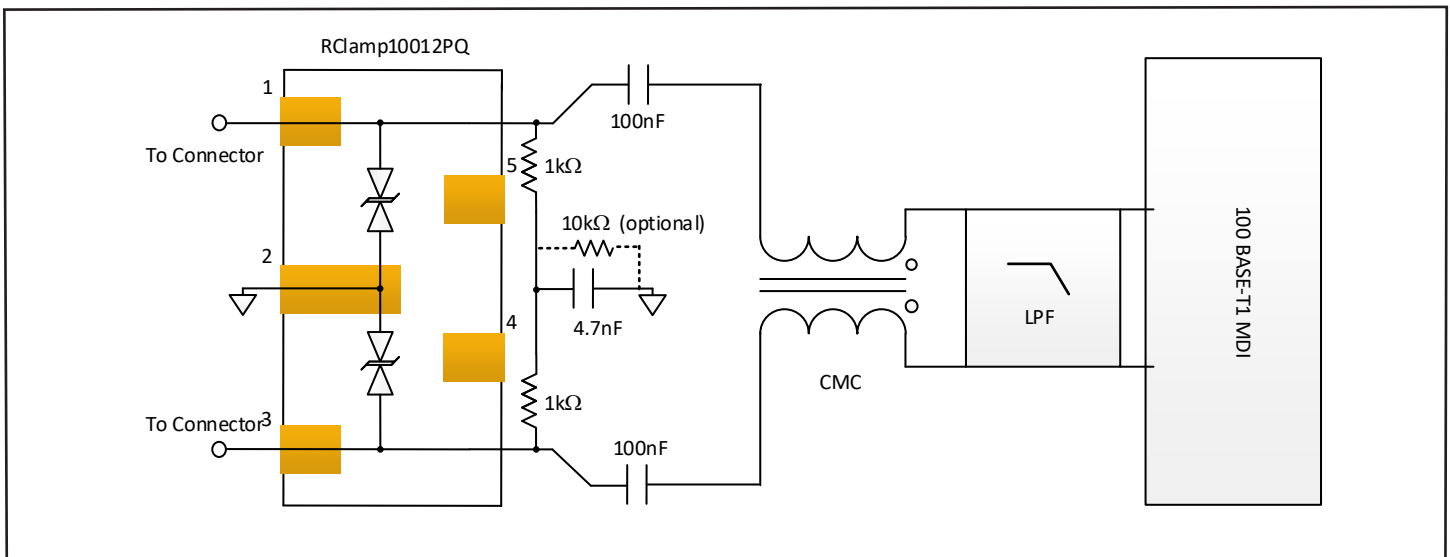 RClamp10012PQ
1
To Connector
100nF
5
1kΩ
10kΩ (optional)
2
4.7nF
4
1kΩ
To Connector
3
100nF
CMC
LPF
100 BASE-T1 MDI